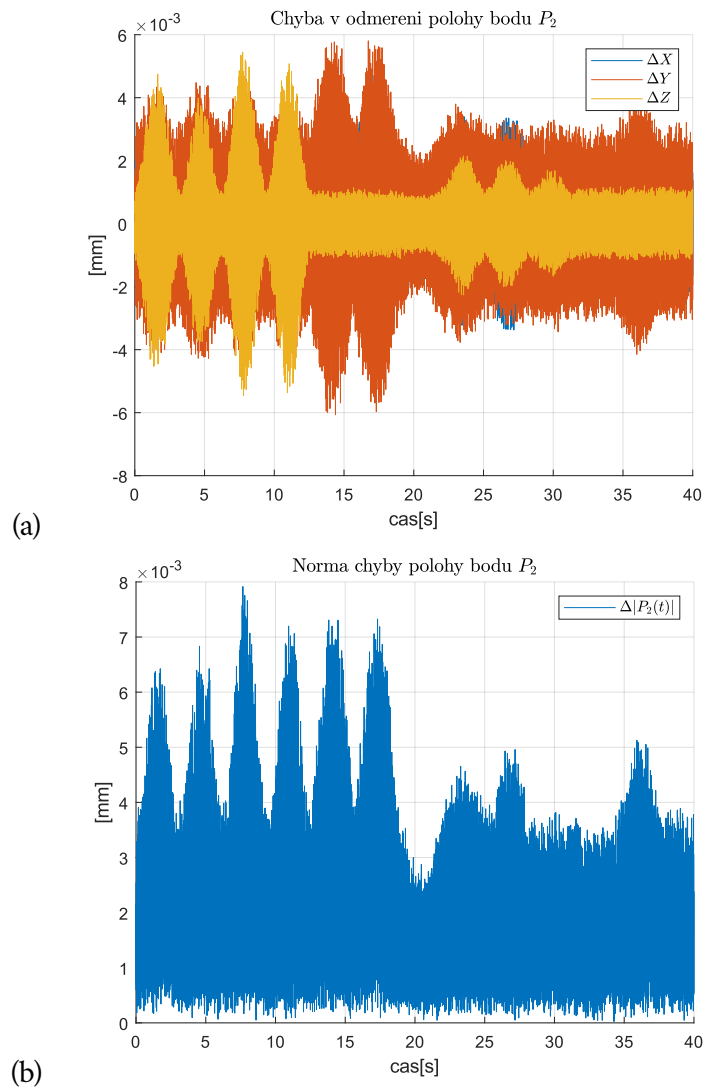 Chyba v odmereni polohy bodu P₂
×10⁻³
6
4
2
0
-2
-4
-6
-8
[mm]
0 5 10 15 20 25 30 35 40
cas[s]
ΔX
ΔY
ΔZ
(a)
Norma chyby polohy bodu P₂
×10⁻³
8
7
6
5
4
3
2
1
0
[mm]
0 5 10 15 20 25 30 35 40
cas[s]
Δ|P₂(t)|
(b)